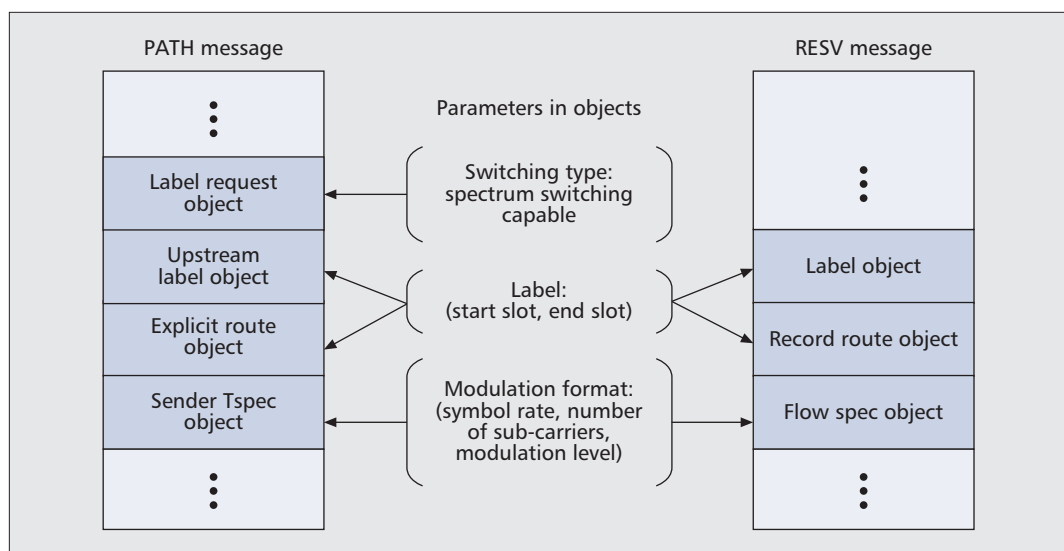 PATH message
RESV message
Parameters in objects
Label request
object
Upstream
label object
Explicit route
object
Sender Tspec
object
Switching type:
spectrum switching
capable
Label:
(start slot, end slot)
Modulation format:
(symbol rate, number
of sub-carriers,
modulation level)
Label object
Record route object
Flow spec object